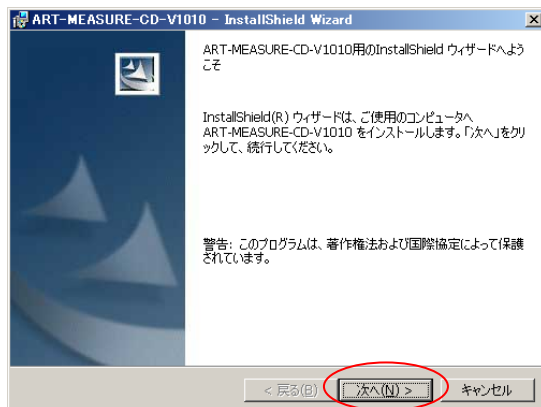 ART-MEASURE-CD-V1010 - InstallShield Wizard
ART-MEASURE-CD-V1010用のInstallShield ウィザードへよう
こそ
InstallShield(R) ウィザードは、ご使用のコンピュータへ
ART-MEASURE-CD-V1010 をインストールします。「次へ」をクリ
ックして、続行してください。
警告: このプログラムは、著作権法および国際協定によって保護
されています。
< 戻る(B)
次へ(N) >
キャンセル